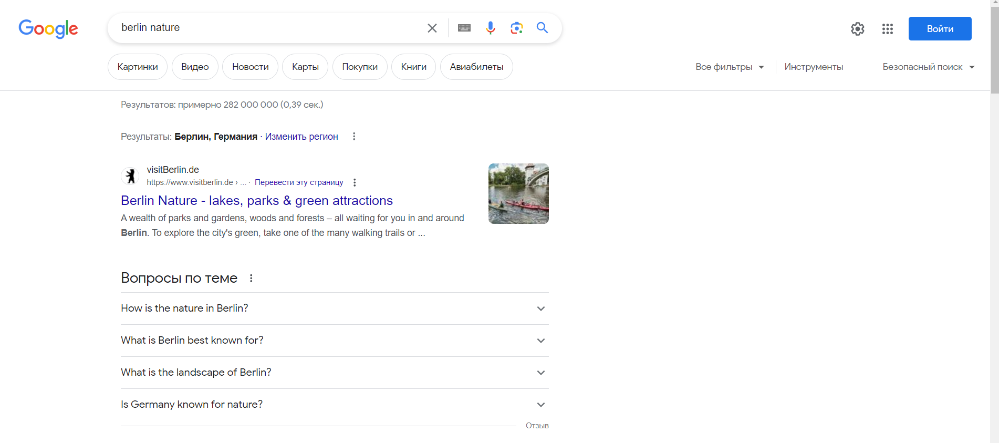 Google
berlin nature
Войти
Картинки
Видео
Новости
Карты
Покупки
Книги
Авиабилеты
Все фильтры
Инструменты
Безопасный поиск
Результатов: примерно 282 000 000 (0,39 сек.)
Результаты: Берлин, Германия · Изменить регион
visitBerlin.de
https://www.visitberlin.de › ... · Перевести эту страницу
Berlin Nature - lakes, parks & green attractions
A wealth of parks and gardens, woods and forests – all waiting for you in and around
Berlin. To explore the city's green, take one of the many walking trails or ...
Вопросы по теме
How is the nature in Berlin?
What is Berlin best known for?
What is the landscape of Berlin?
Is Germany known for nature?
Отзыв